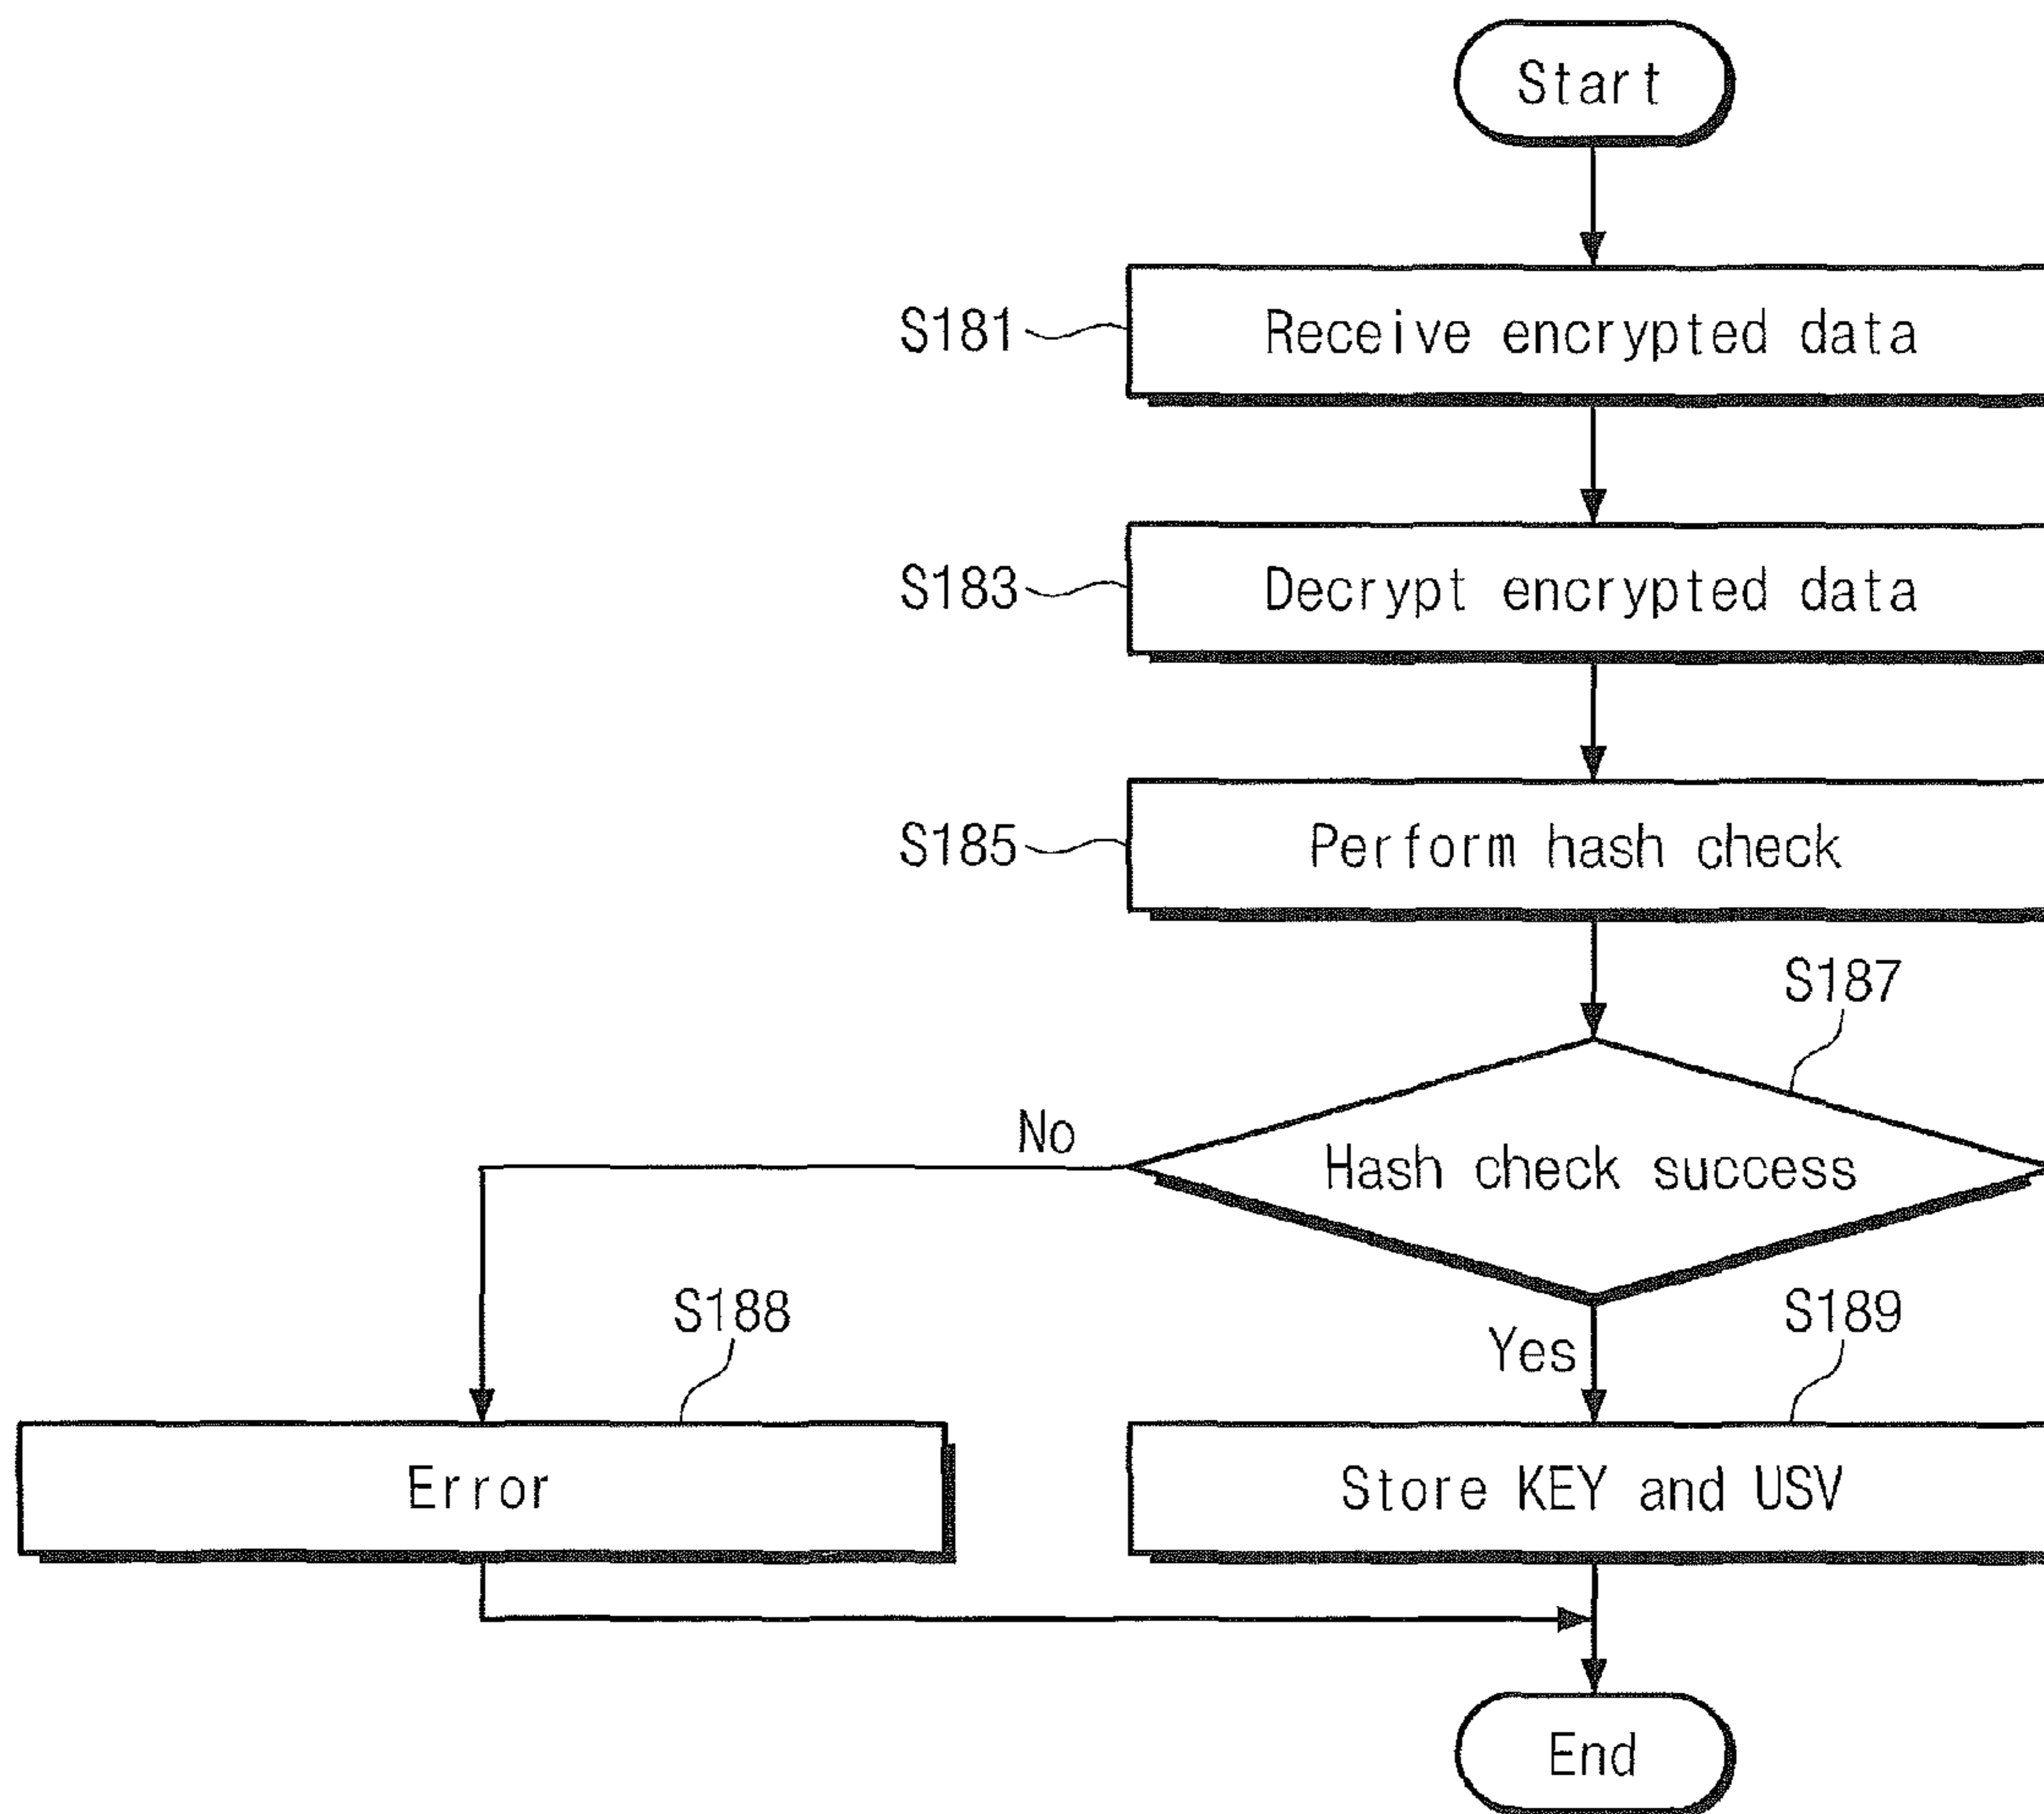 Start
S181
Receive encrypted data
S183
Decrypt encrypted data
S185
Perform hash check
S187
No
Hash check success
S188
Yes
S189
Error
Store KEY and USV
End